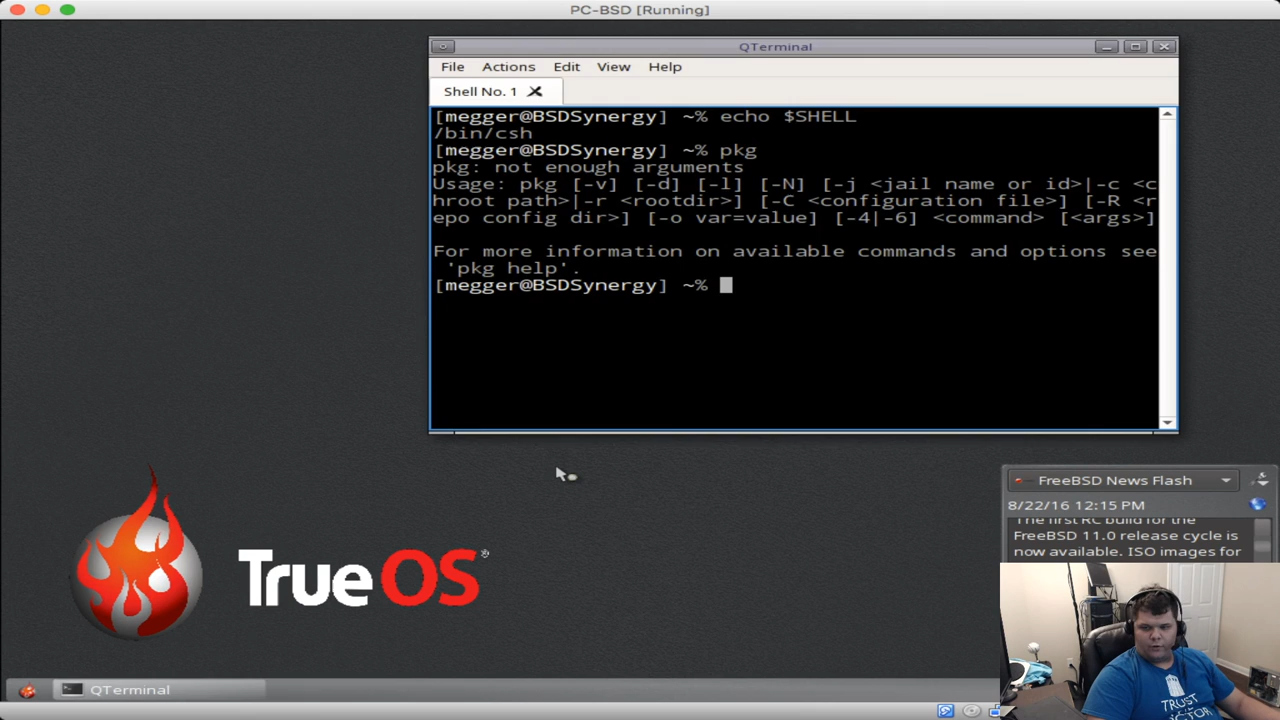 PC-BSD [Running]
QTerminal
File Actions Edit View Help
Shell No. 1
[megger@BSDSynergy] ~% echo $SHELL
/bin/csh
[megger@BSDSynergy] ~% pkg
pkg: not enough arguments
Usage: pkg [-v] [-d] [-l] [-N] [-j <jail name or id>|-c <c
hroot path>|-r <rootdir>] [-C <configuration file>] [-R <r
epo config dir>] [-o var=value] [-4|-6] <command> [<args>]
For more information on available commands and options see
'pkg help'.
[megger@BSDSynergy] ~%
FreeBSD News Flash
8/22/16 12:15 PM
The first RC build for the
FreeBSD 11.0 release cycle is
now available. ISO images for
TrueOS®
QTerminal
TRUST